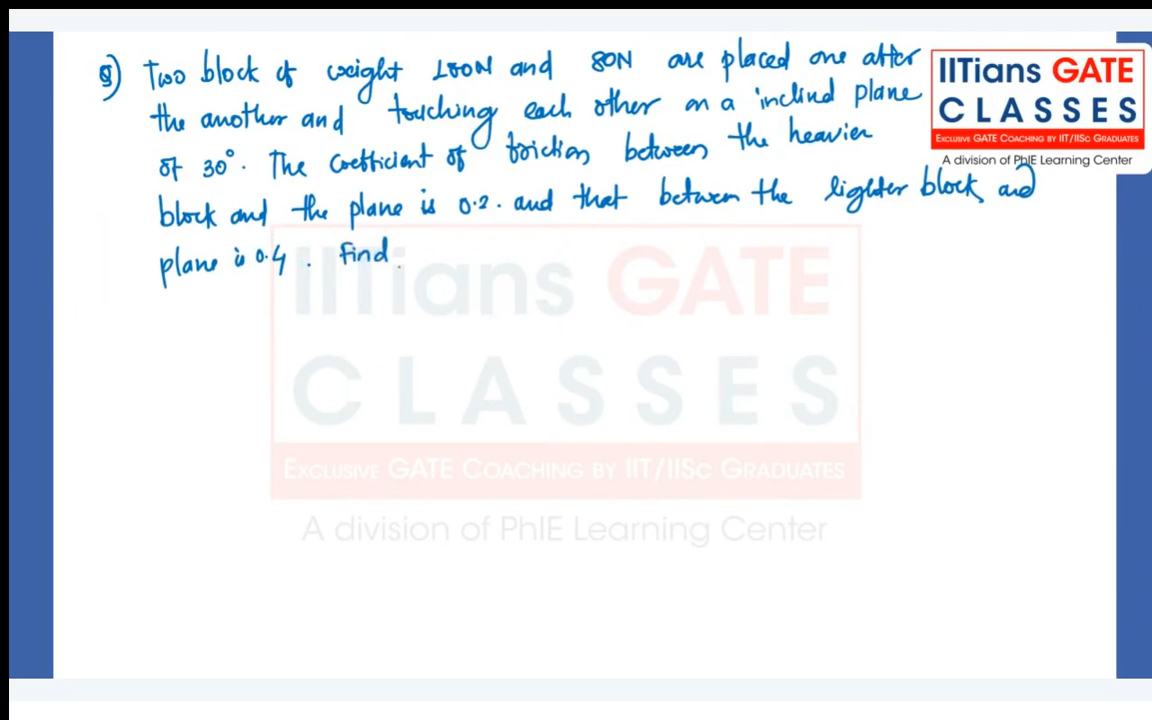 Q) Two block of weight 100N and 80N are placed one after
the another and touching each other on a inclind plane
of 30°. The coefficient of friction between the heavier
block and the plane is 0.2. and that between the lighter block and
plane is 0.4. find.
IITians GATE
CLASSES
EXCLUSIVE GATE COACHING BY IIT/IISc GRADUATES
A division of PhIE Learning Center
IITians GATE
CLASSES
EXCLUSIVE GATE COACHING BY IIT/IISc GRADUATES
A division of PhIE Learning Center